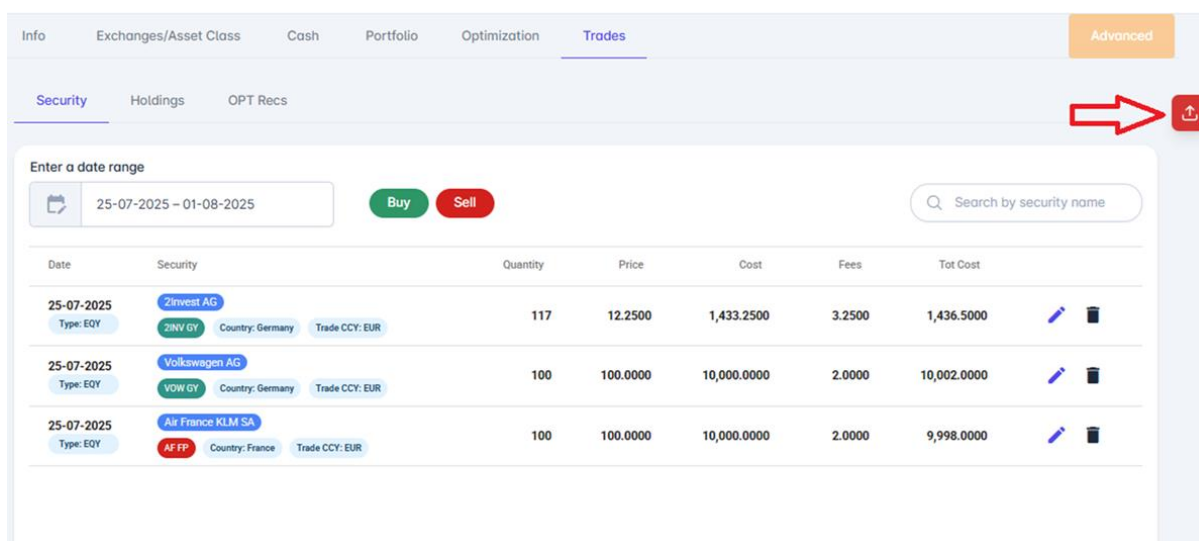 Info Exchanges/Asset Class Cash Portfolio Optimization Trades Advanced
Security Holdings OPT Recs
Enter a date range
25-07-2025 – 01-08-2025 Buy Sell Search by security name
Date Security Quantity Price Cost Fees Tot Cost
25-07-2025 2Invest AG
Type: EQY 2INV GY Country: Germany Trade CCY: EUR 117 12.2500 1,433.2500 3.2500 1,436.5000
25-07-2025 Volkswagen AG
Type: EQY VOW GY Country: Germany Trade CCY: EUR 100 100.0000 10,000.0000 2.0000 10,002.0000
25-07-2025 Air France KLM SA
Type: EQY AF FP Country: France Trade CCY: EUR 100 100.0000 10,000.0000 2.0000 9,998.0000